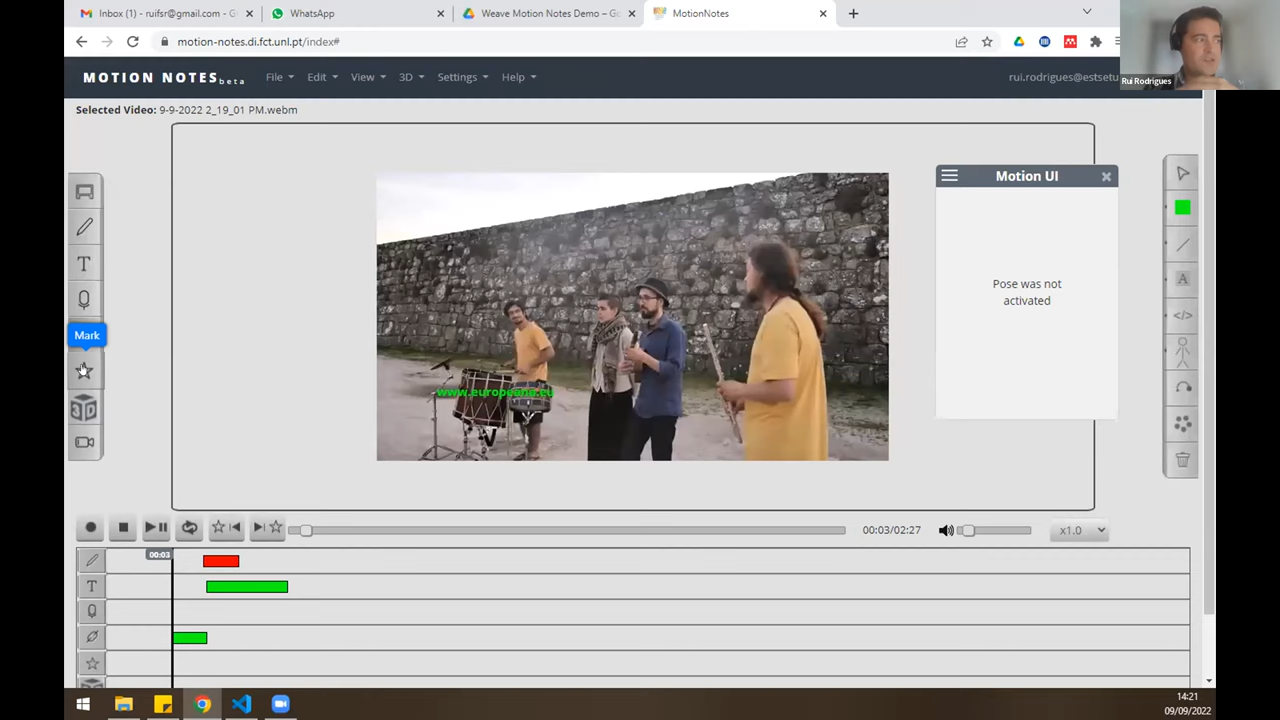 Inbox (1) - ruifsr@gmail.com - G
WhatsApp
Weave Motion Notes Demo – Go
MotionNotes
motion-notes.di.fct.unl.pt/index#
MOTION NOTES beta
File
Edit
View
3D
Settings
Help
rui.rodrigues@estsetu
Rui Rodrigues
Selected Video: 9-9-2022 2_19_01 PM.webm
Motion UI
T
Pose was not
activated
A
</>
Mark
3D
www.europeana.eu
00:03/02:27
x1.0
00:03
T
14:21
09/09/2022